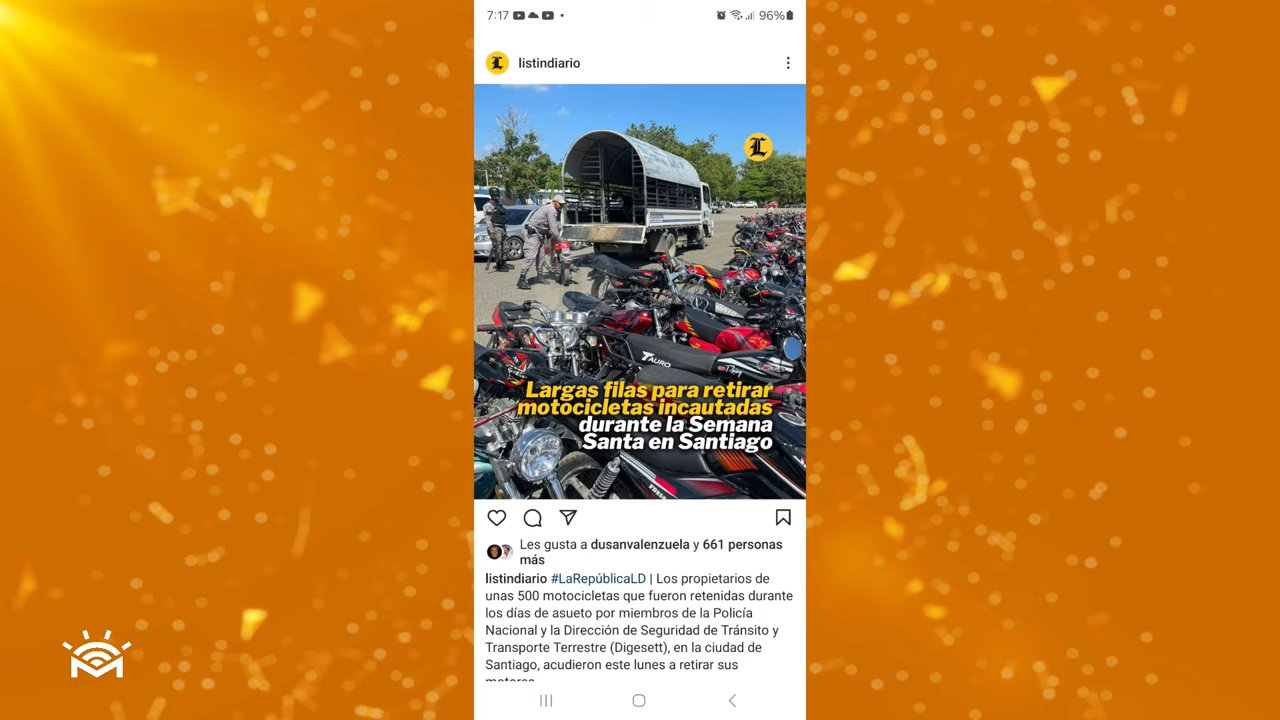 7:17
96%
listindiario
L
L
TAURO
Largas filas para retirar
motocicletas incautadas
durante la Semana
Santa en Santiago
Les gusta a dusanvalenzuela y 661 personas
más
listindiario #LaRepúblicaLD | Los propietarios de
unas 500 motocicletas que fueron retenidas durante
los días de asueto por miembros de la Policía
Nacional y la Dirección de Seguridad de Tránsito y
Transporte Terrestre (Digesett), en la ciudad de
Santiago, acudieron este lunes a retirar sus